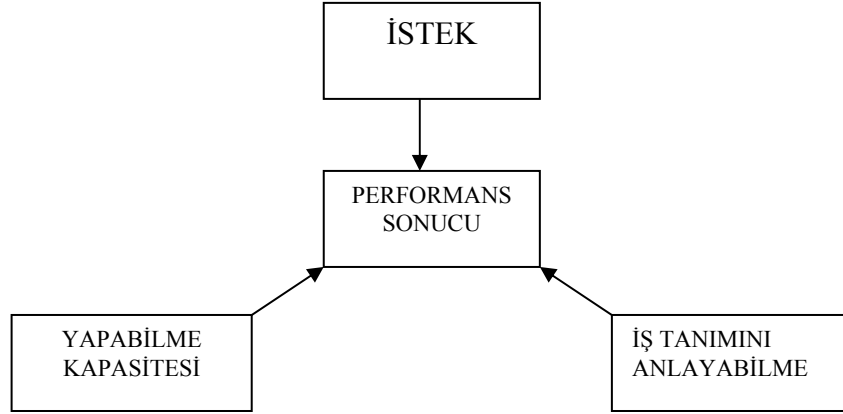 İSTEK
PERFORMANS
SONUCU
YAPABİLME
KAPASİTESİ
İŞ TANIMINI
ANLAYABİLME